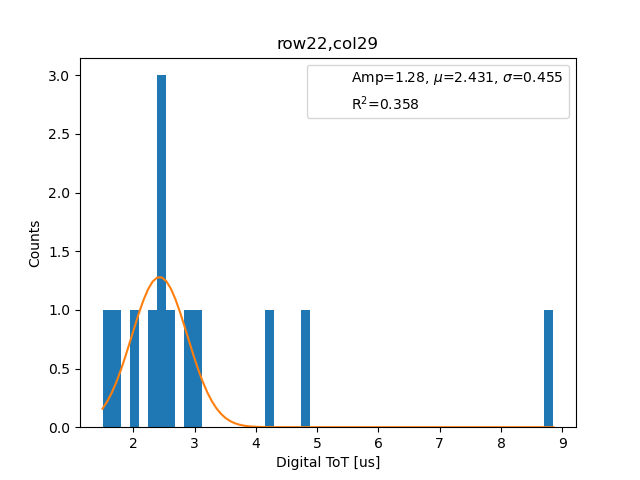 row22,col29
Amp=1.28, μ=2.431, σ=0.455
R²=0.358
3.0
2.5
2.0
1.5
1.0
0.5
0.0
Counts
2 3 4 5 6 7 8 9
Digital ToT [us]